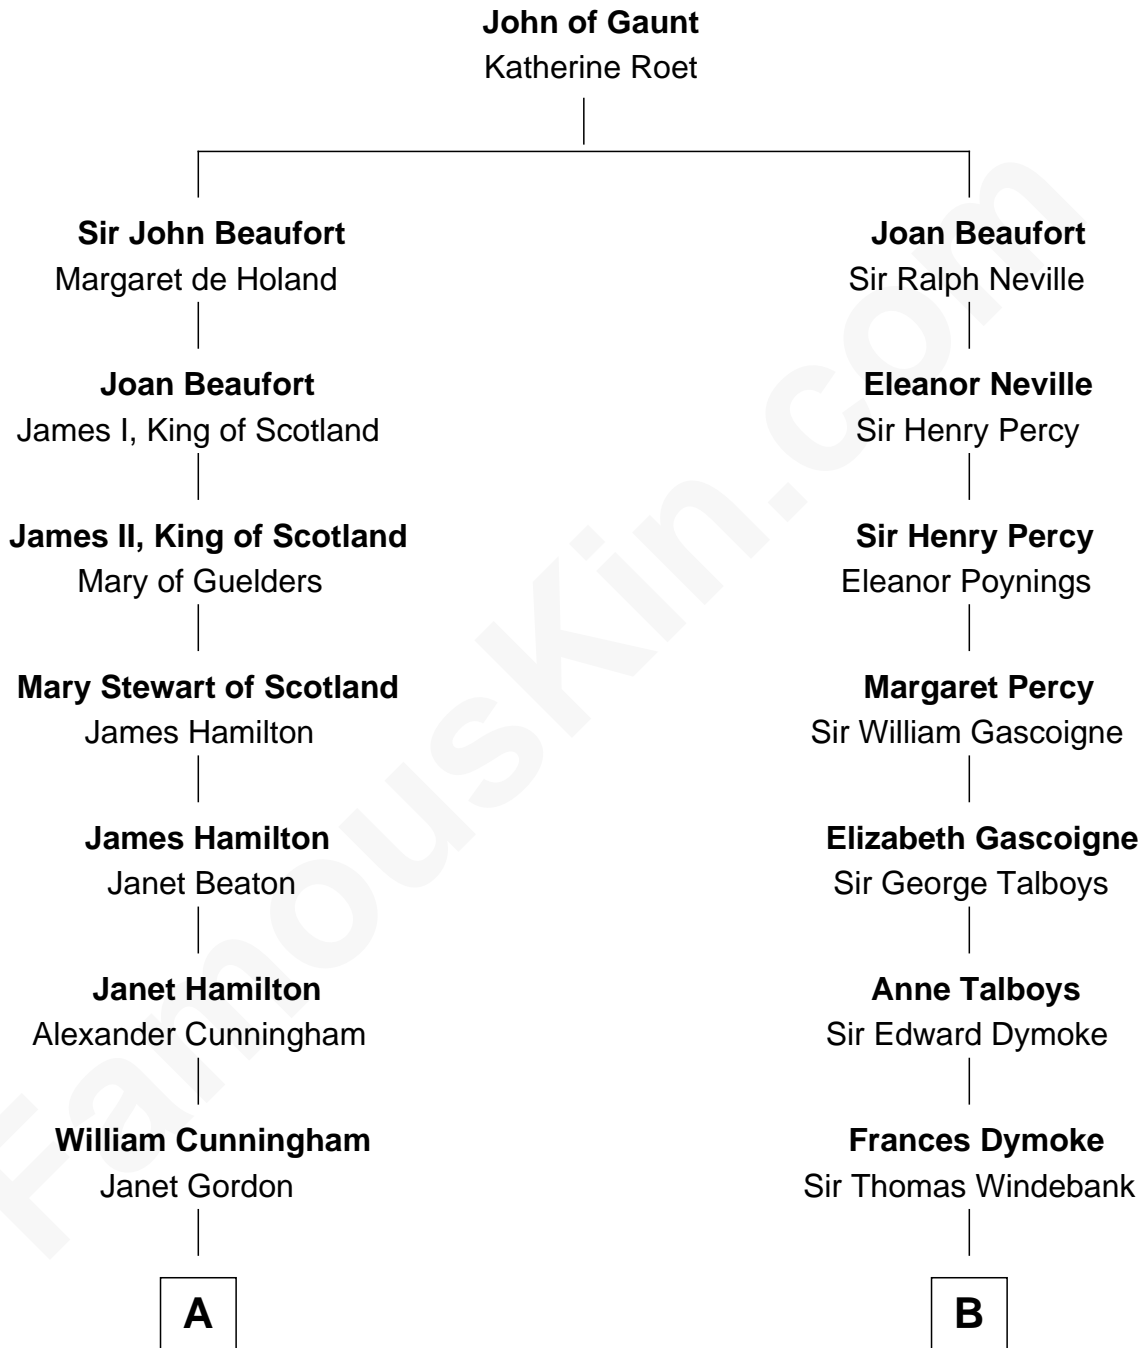 John of Gaunt
Katherine Roet
Sir John Beaufort
Margaret de Holand
Joan Beaufort
James I, King of Scotland
James II, King of Scotland
Mary of Guelders
Mary Stewart of Scotland
James Hamilton
James Hamilton
Janet Beaton
Janet Hamilton
Alexander Cunningham
William Cunningham
Janet Gordon
A
Joan Beaufort
Sir Ralph Neville
Eleanor Neville
Sir Henry Percy
Sir Henry Percy
Eleanor Poynings
Margaret Percy
Sir William Gascoigne
Elizabeth Gascoigne
Sir George Talboys
Anne Talboys
Sir Edward Dymoke
Frances Dymoke
Sir Thomas Windebank
B
FamousKin.com